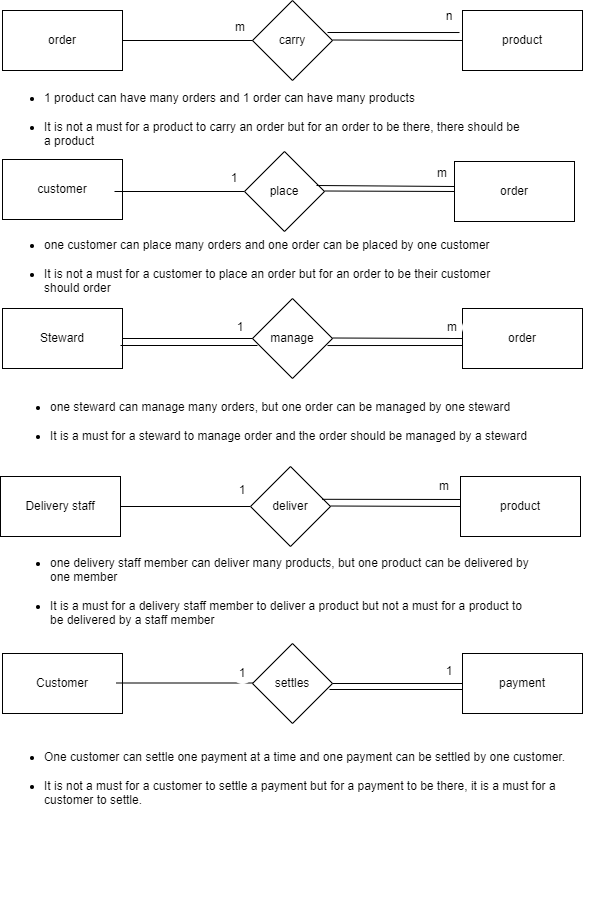 m n
order carry product
• 1 product can have many orders and 1 order can have many products
• It is not a must for a product to carry an order but for an order to be there, there should be
a product
1 m
customer place order
• one customer can place many orders and one order can be placed by one customer
• It is not a must for a customer to place an order but for an order to be their customer
should order
1 m
Steward manage order
• one steward can manage many orders, but one order can be managed by one steward
• It is a must for a steward to manage order and the order should be managed by a steward
1 m
Delivery staff deliver product
• one delivery staff member can deliver many products, but one product can be delivered by
one member
• It is a must for a delivery staff member to deliver a product but not a must for a product to
be delivered by a staff member
1 1
Customer settles payment
• One customer can settle one payment at a time and one payment can be settled by one customer.
• It is not a must for a customer to settle a payment but for a payment to be there, it is a must for a
customer to settle.